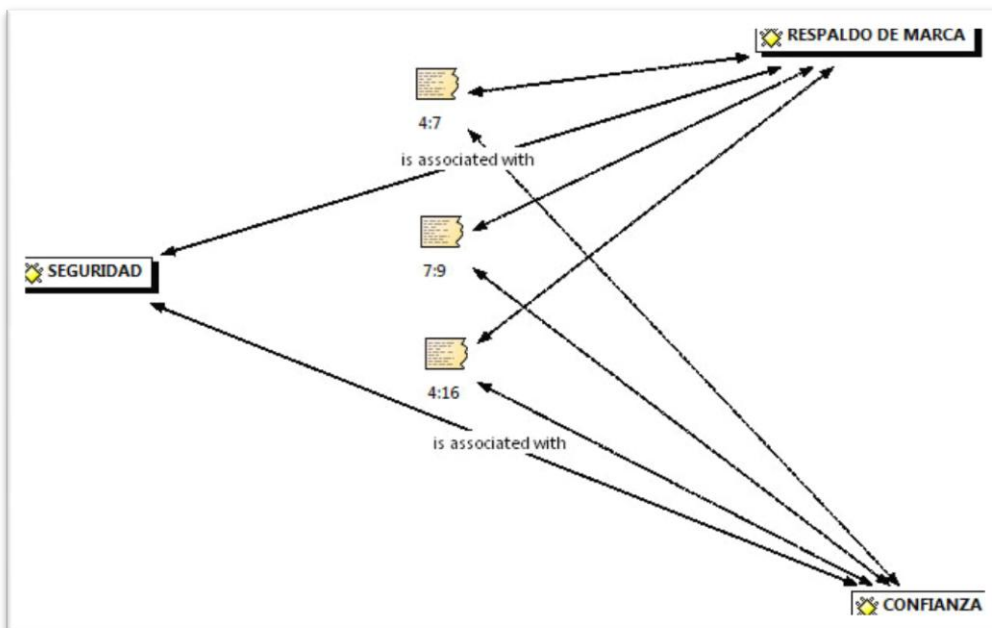 RESPALDO DE MARCA
4:7
is associated with
7:9
SEGURIDAD
4:16
is associated with
CONFIANZA